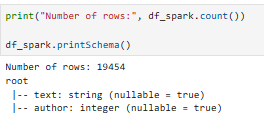 print("Number of rows:", df_spark.count())
df_spark.printSchema()
Number of rows: 19454
root
 |-- text: string (nullable = true)
 |-- author: integer (nullable = true)